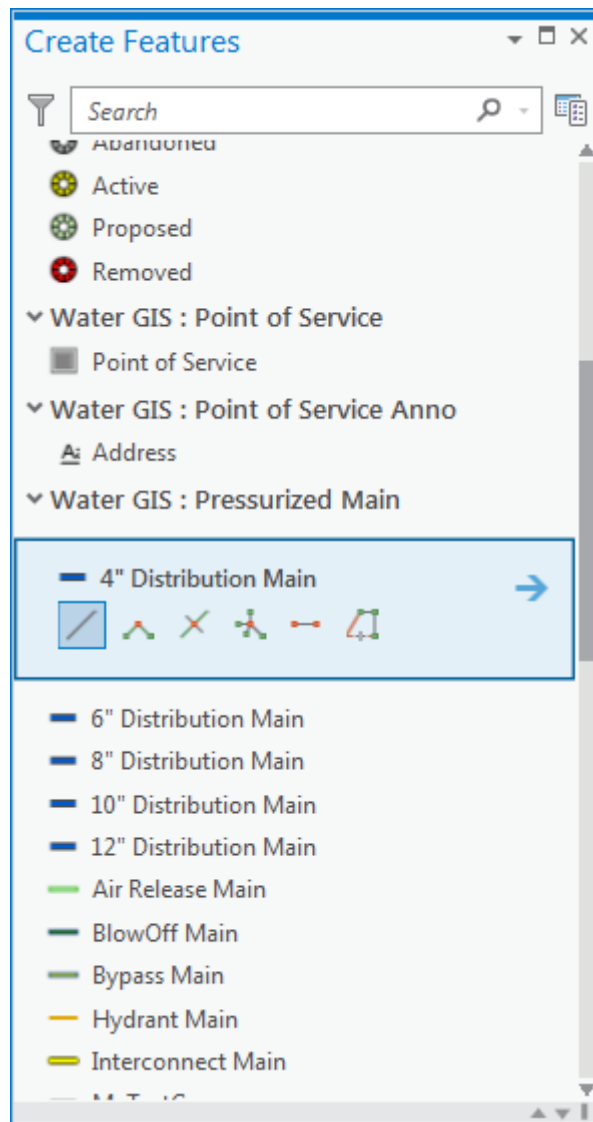 Create Features
Search
Abandoned
Active
Proposed
Removed
Water GIS : Point of Service
Point of Service
Water GIS : Point of Service Anno
A Address
Water GIS : Pressurized Main
4" Distribution Main
6" Distribution Main
8" Distribution Main
10" Distribution Main
12" Distribution Main
Air Release Main
BlowOff Main
Bypass Main
Hydrant Main
Interconnect Main